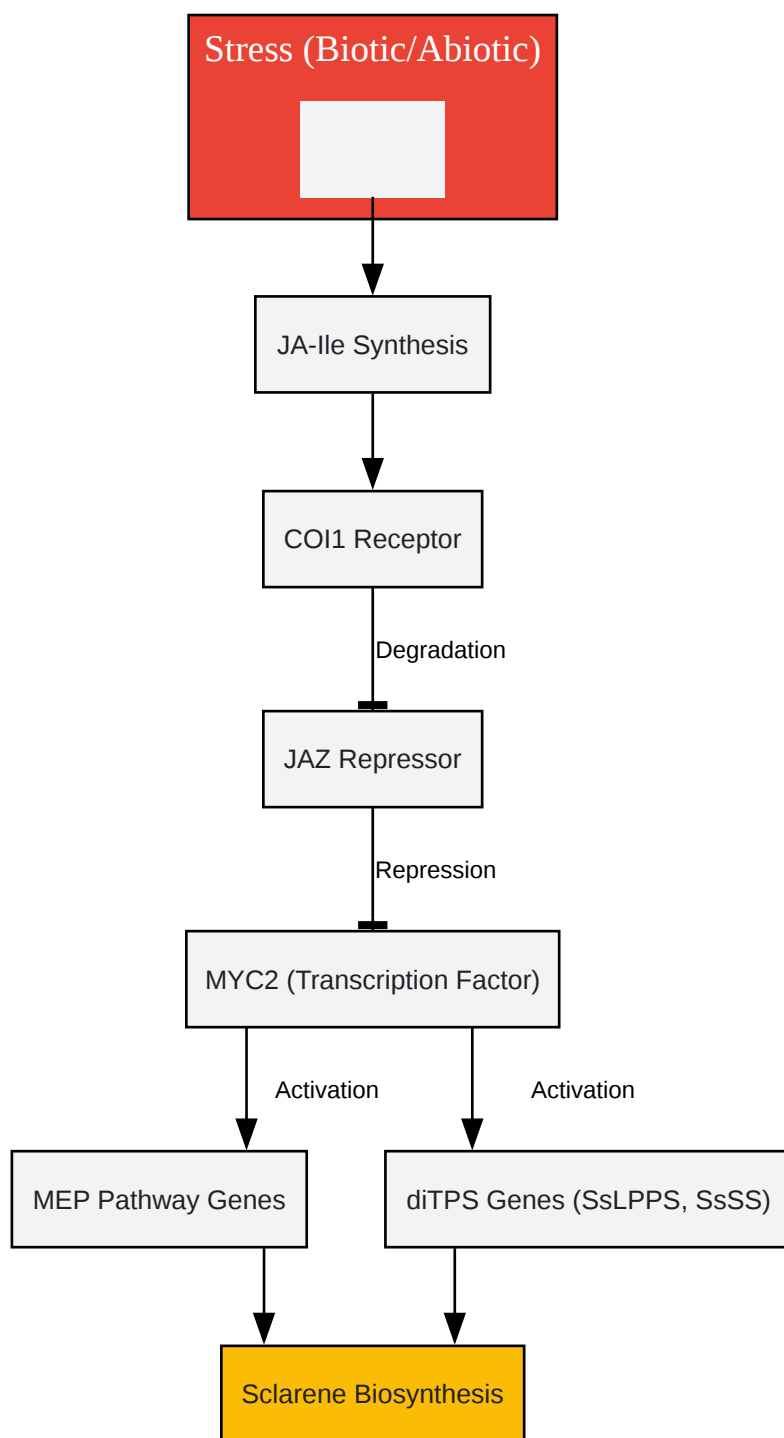 Stress (Biotic/Abiotic)
JA-Ile Synthesis
COI1 Receptor
Degradation
JAZ Repressor
Repression
MYC2 (Transcription Factor)
Activation
Activation
MEP Pathway Genes
diTPS Genes (SsLPPS, SsSS)
Sclarene Biosynthesis